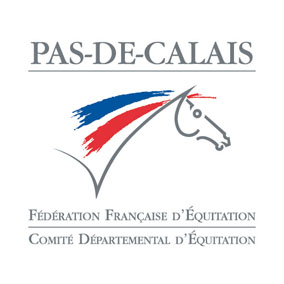 PAS-DE-CALAIS
FÉDÉRATION FRANÇAISE D'ÉQUITATION
COMITÉ DÉPARTEMENTAL D'ÉQUITATION